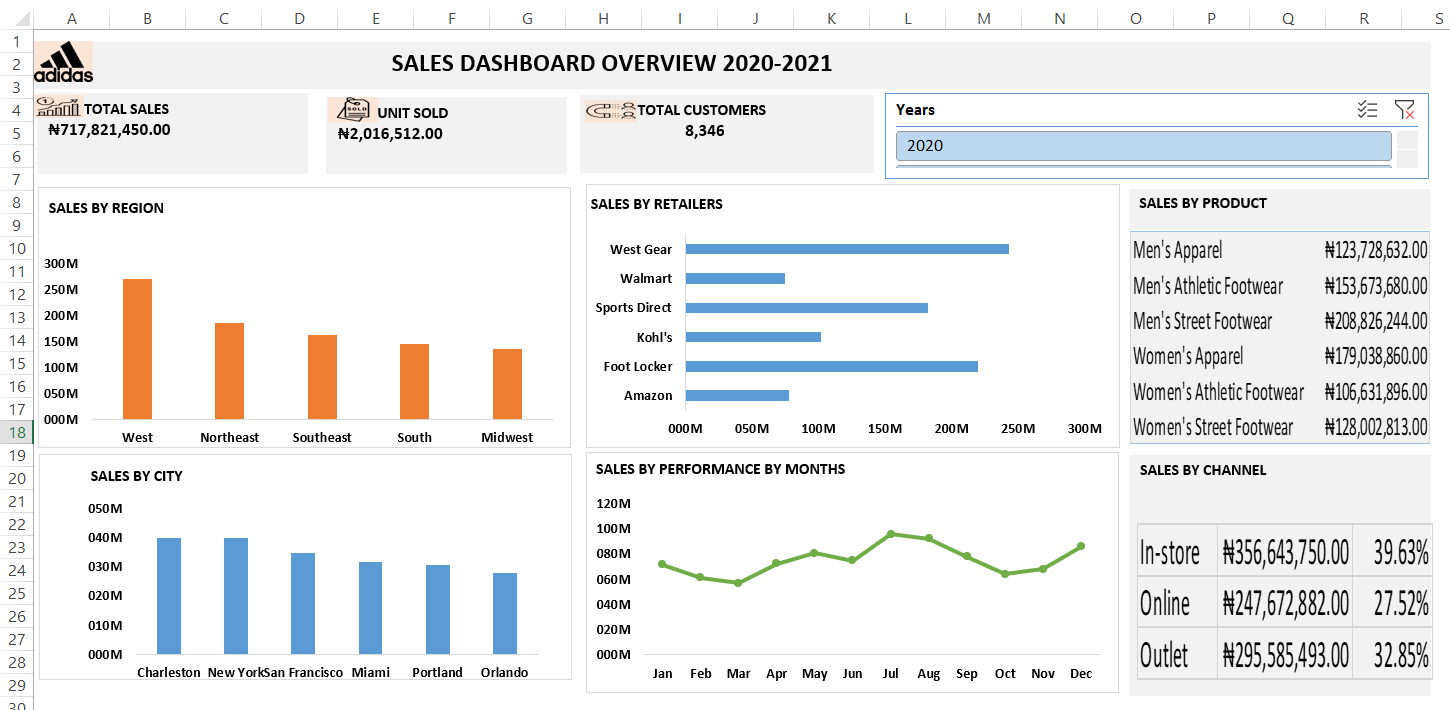 A B C D E F G H I J K L M N O P Q R S
1
2
3
4
5
6
7
8
9
10
11
12
13
14
15
16
17
18
19
20
21
22
23
24
25
26
27
28
29
30
adidas
SALES DASHBOARD OVERVIEW 2020-2021
TOTAL SALES
₦717,821,450.00
SOLD
UNIT SOLD
₦2,016,512.00
TOTAL CUSTOMERS
8,346
Years
2020
SALES BY REGION
300M
250M
200M
150M
100M
050M
000M
West Northeast Southeast South Midwest
SALES BY RETAILERS
West Gear
Walmart
Sports Direct
Kohl's
Foot Locker
Amazon
000M 050M 100M 150M 200M 250M 300M
SALES BY PRODUCT
Men's Apparel ₦123,728,632.00
Men's Athletic Footwear ₦153,673,680.00
Men's Street Footwear ₦208,826,244.00
Women's Apparel ₦179,038,860.00
Women's Athletic Footwear ₦106,631,896.00
Women's Street Footwear ₦128,002,813.00
SALES BY CITY
050M
040M
030M
020M
010M
000M
Charleston New York San Francisco Miami Portland Orlando
SALES BY PERFORMANCE BY MONTHS
120M
100M
080M
060M
040M
020M
000M
Jan Feb Mar Apr May Jun Jul Aug Sep Oct Nov Dec
SALES BY CHANNEL
In-store ₦356,643,750.00 39.63%
Online ₦247,672,882.00 27.52%
Outlet ₦295,585,493.00 32.85%